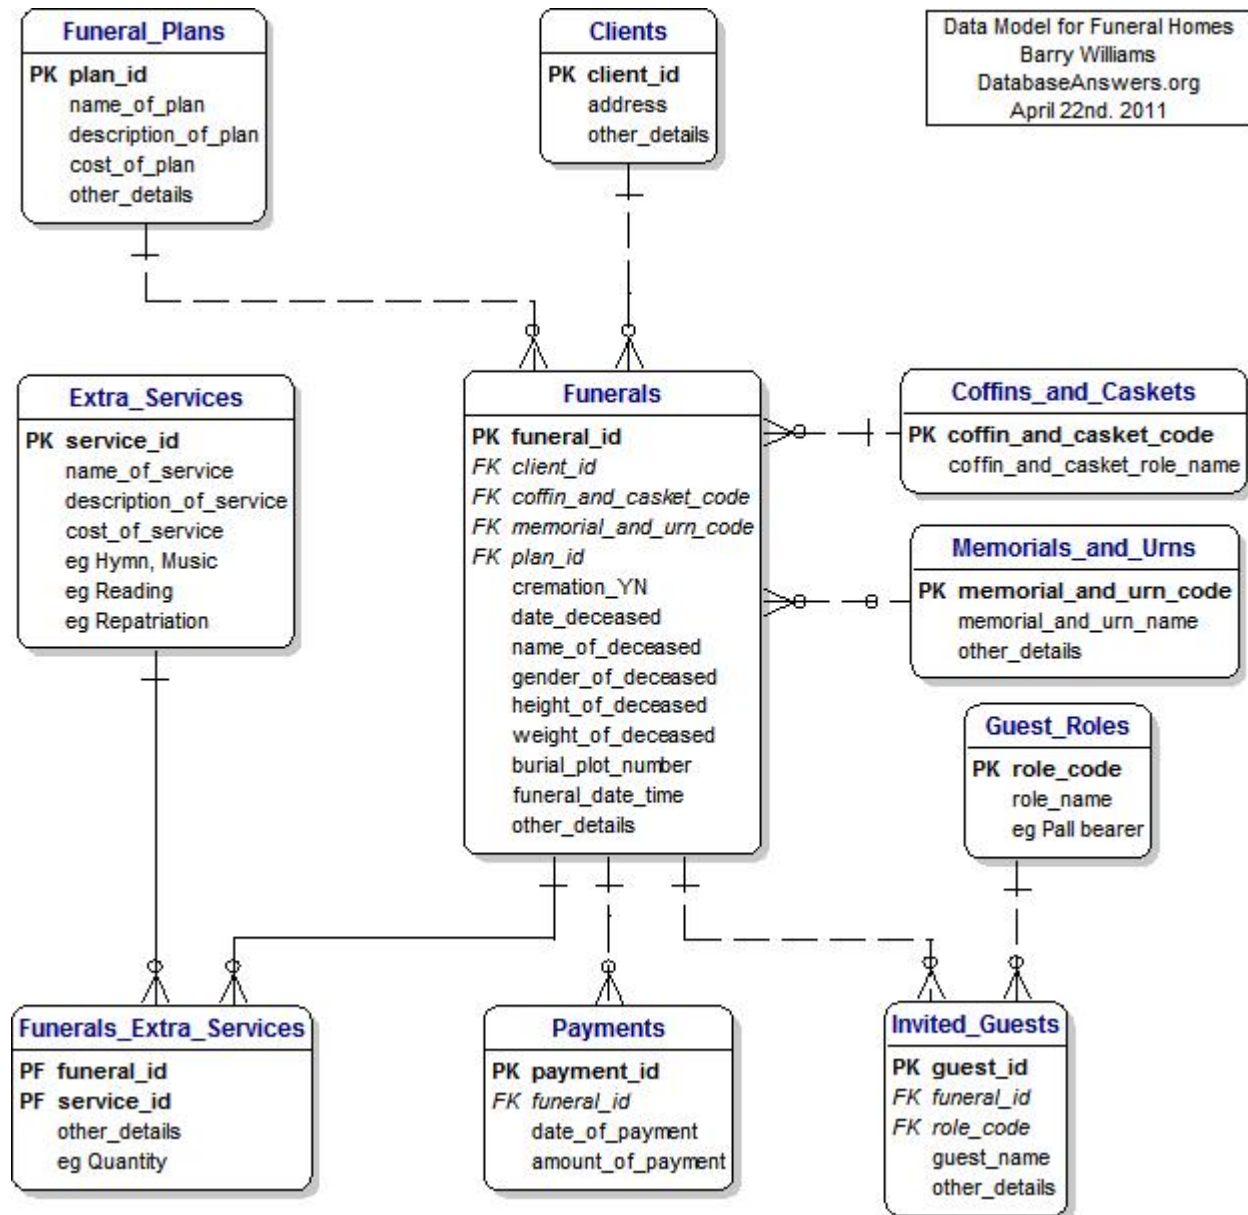 Funeral_Plans
PK plan_id
name_of_plan
description_of_plan
cost_of_plan
other_details
Clients
PK client_id
address
other_details
Data Model for Funeral Homes
Barry Williams
DatabaseAnswers.org
April 22nd. 2011
Extra_Services
PK service_id
name_of_service
description_of_service
cost_of_service
eg Hymn, Music
eg Reading
eg Repatriation
Funerals
PK funeral_id
FK client_id
FK coffin_and_casket_code
FK memorial_and_urn_code
FK plan_id
cremation_YN
date_deceased
name_of_deceased
gender_of_deceased
height_of_deceased
weight_of_deceased
burial_plot_number
funeral_date_time
other_details
Coffins_and_Caskets
PK coffin_and_casket_code
coffin_and_casket_role_name
Memorials_and_Urns
PK memorial_and_urn_code
memorial_and_urn_name
other_details
Guest_Roles
PK role_code
role_name
eg Pall bearer
Funerals_Extra_Services
PF funeral_id
PF service_id
other_details
eg Quantity
Payments
PK payment_id
FK funeral_id
date_of_payment
amount_of_payment
Invited_Guests
PK guest_id
FK funeral_id
FK role_code
guest_name
other_details